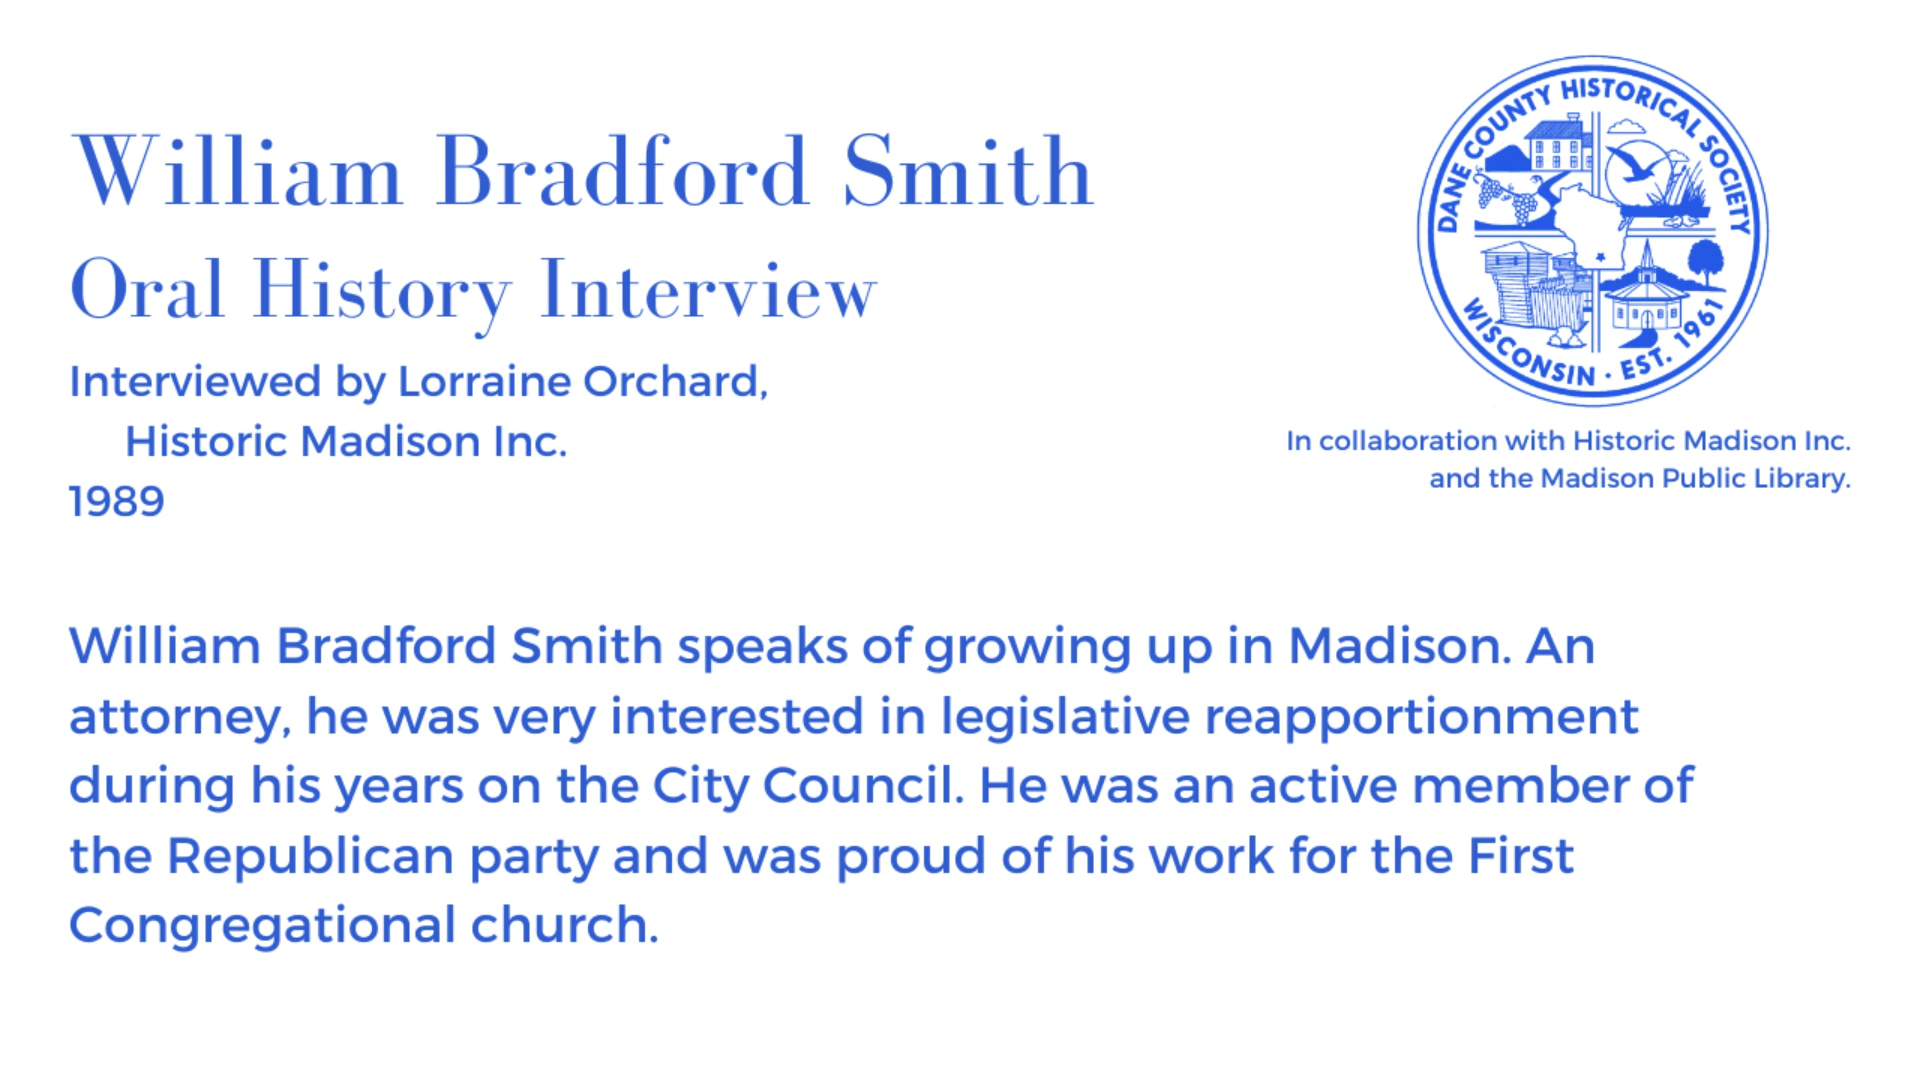 William Bradford Smith
Oral History Interview
Interviewed by Lorraine Orchard,
Historic Madison Inc.
1989
DANE COUNTY HISTORICAL SOCIETY
WISCONSIN · EST. 1961
In collaboration with Historic Madison Inc.
and the Madison Public Library.
William Bradford Smith speaks of growing up in Madison. An
attorney, he was very interested in legislative reapportionment
during his years on the City Council. He was an active member of
the Republican party and was proud of his work for the First
Congregational church.